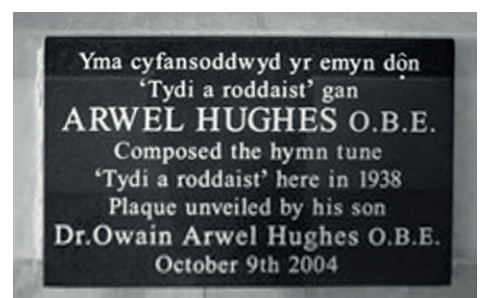 Yma cyfansoddwyd yr emyn dộn
'Tydi a roddaist' gan
ARWEL HUGHES O.B.E.
Composed the hymn tune
'Tydi a roddaist' here in 1938
Plaque unveiled by his son
Dr.Owain Arwel Hughes O.B.E.
October 9th 2004